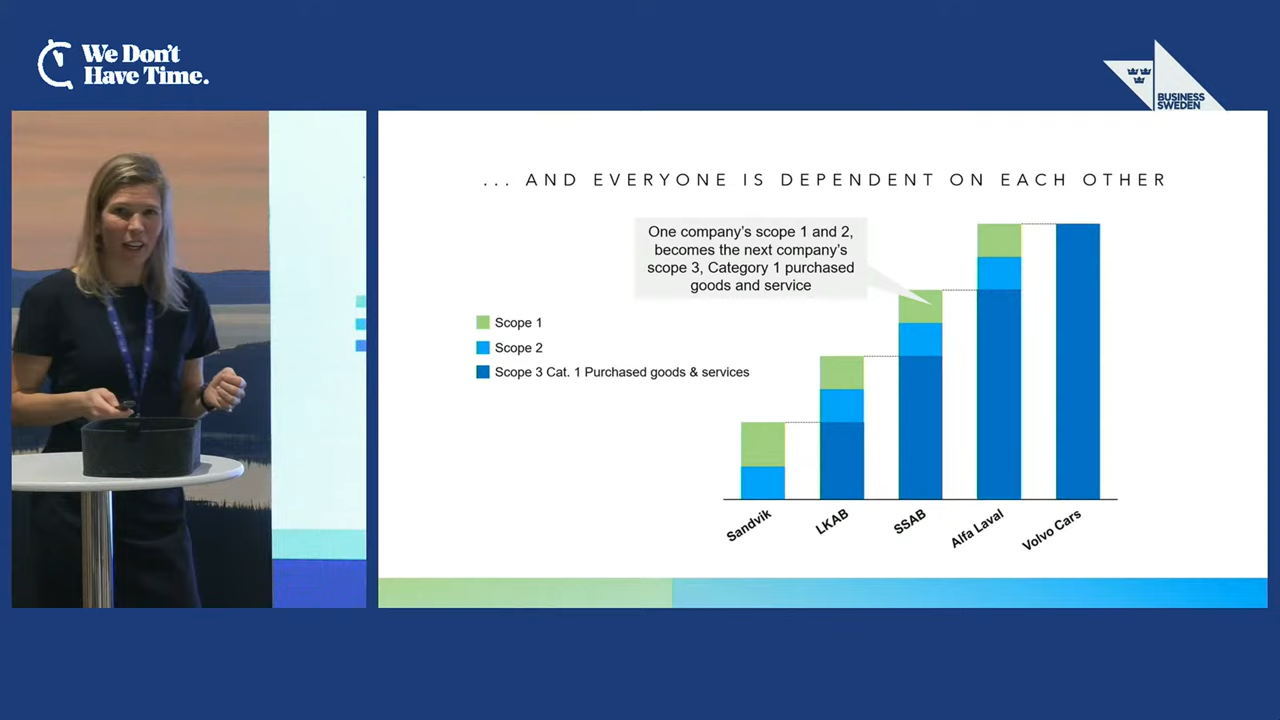 We Don't
Have Time.
BUSINESS
SWEDEN
... AND EVERYONE IS DEPENDENT ON EACH OTHER
One company's scope 1 and 2,
becomes the next company's
scope 3, Category 1 purchased
goods and service
Scope 1
Scope 2
Scope 3 Cat. 1 Purchased goods & services
Sandvik
LKAB
SSAB
Alfa Laval
Volvo Cars